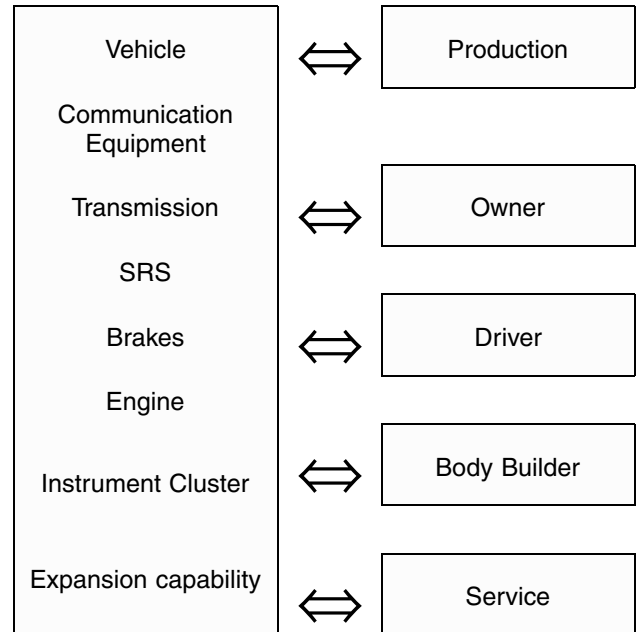 Vehicle
Production
Communication
Equipment
Transmission
Owner
SRS
Brakes
Driver
Engine
Instrument Cluster
Body Builder
Expansion capability
Service